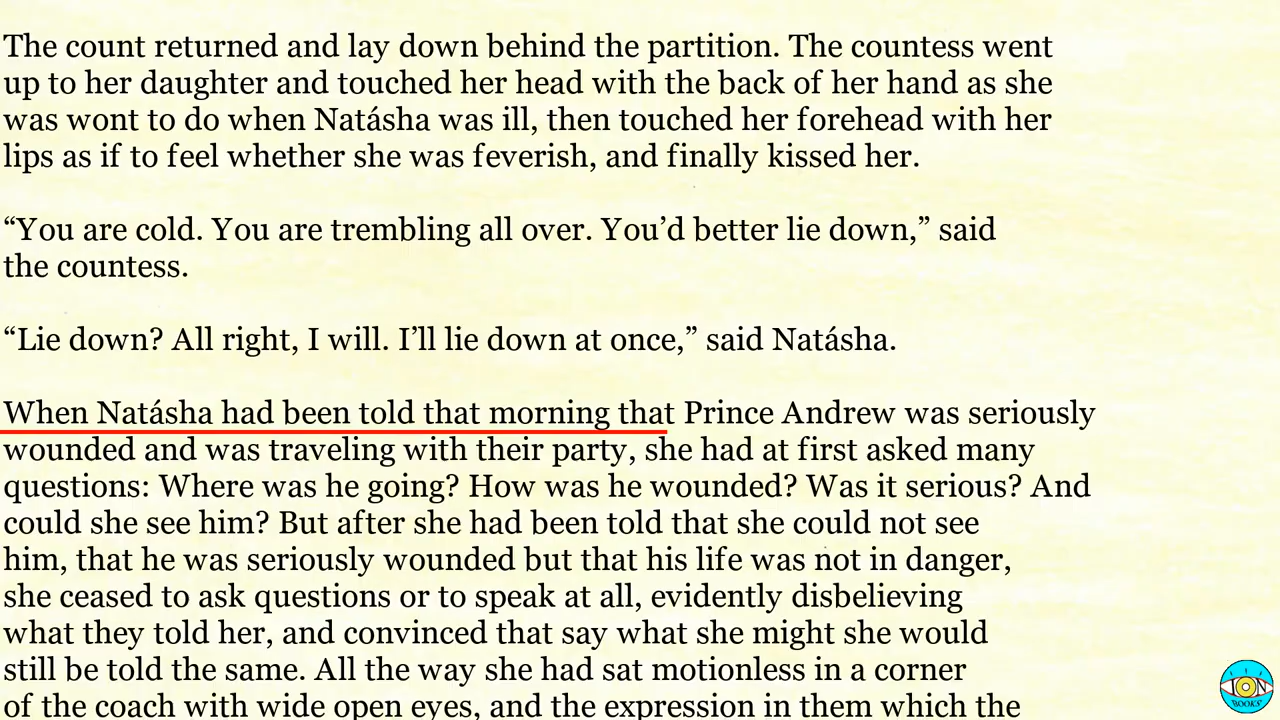 The count returned and lay down behind the partition. The countess went
up to her daughter and touched her head with the back of her hand as she
was wont to do when Natásha was ill, then touched her forehead with her
lips as if to feel whether she was feverish, and finally kissed her.
“You are cold. You are trembling all over. You’d better lie down,” said
the countess.
“Lie down? All right, I will. I’ll lie down at once,” said Natásha.
When Natásha had been told that morning that Prince Andrew was seriously
wounded and was traveling with their party, she had at first asked many
questions: Where was he going? How was he wounded? Was it serious? And
could she see him? But after she had been told that she could not see
him, that he was seriously wounded but that his life was not in danger,
she ceased to ask questions or to speak at all, evidently disbelieving
what they told her, and convinced that say what she might she would
still be told the same. All the way she had sat motionless in a corner
of the coach with wide open eyes, and the expression in them which the
BOOKS